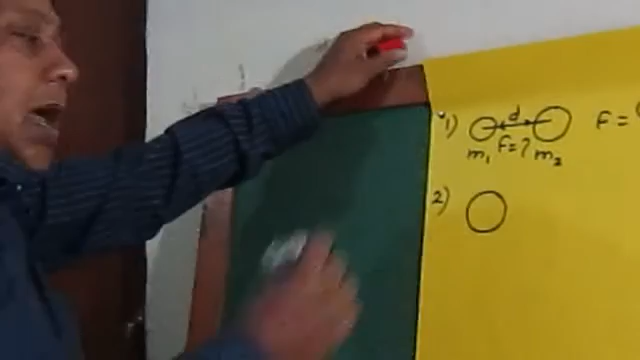 1) d F =
m₁ F=? m₂
2)